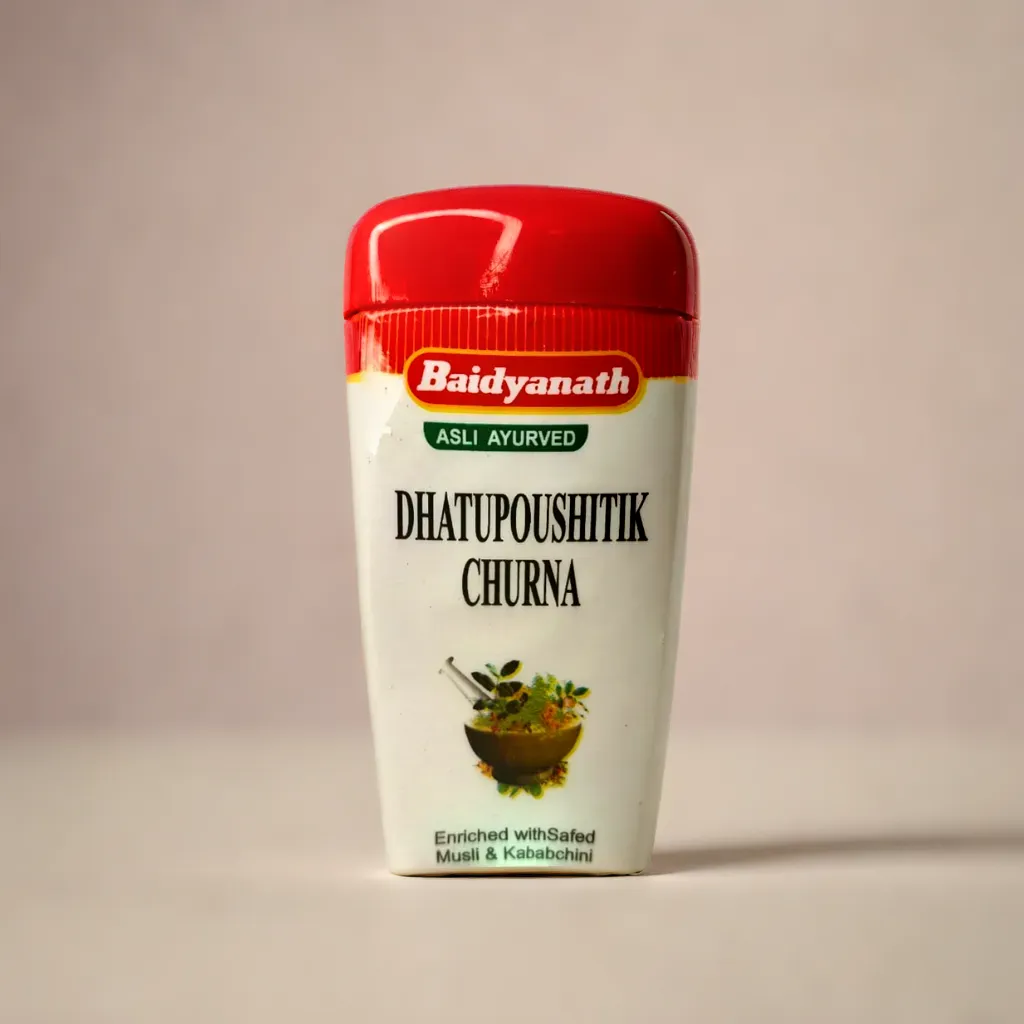 Baidyanath
ASLI AYURVED
DHATUPOUSHITIK
CHURNA
Enriched withSafed
Musli & Kababchini